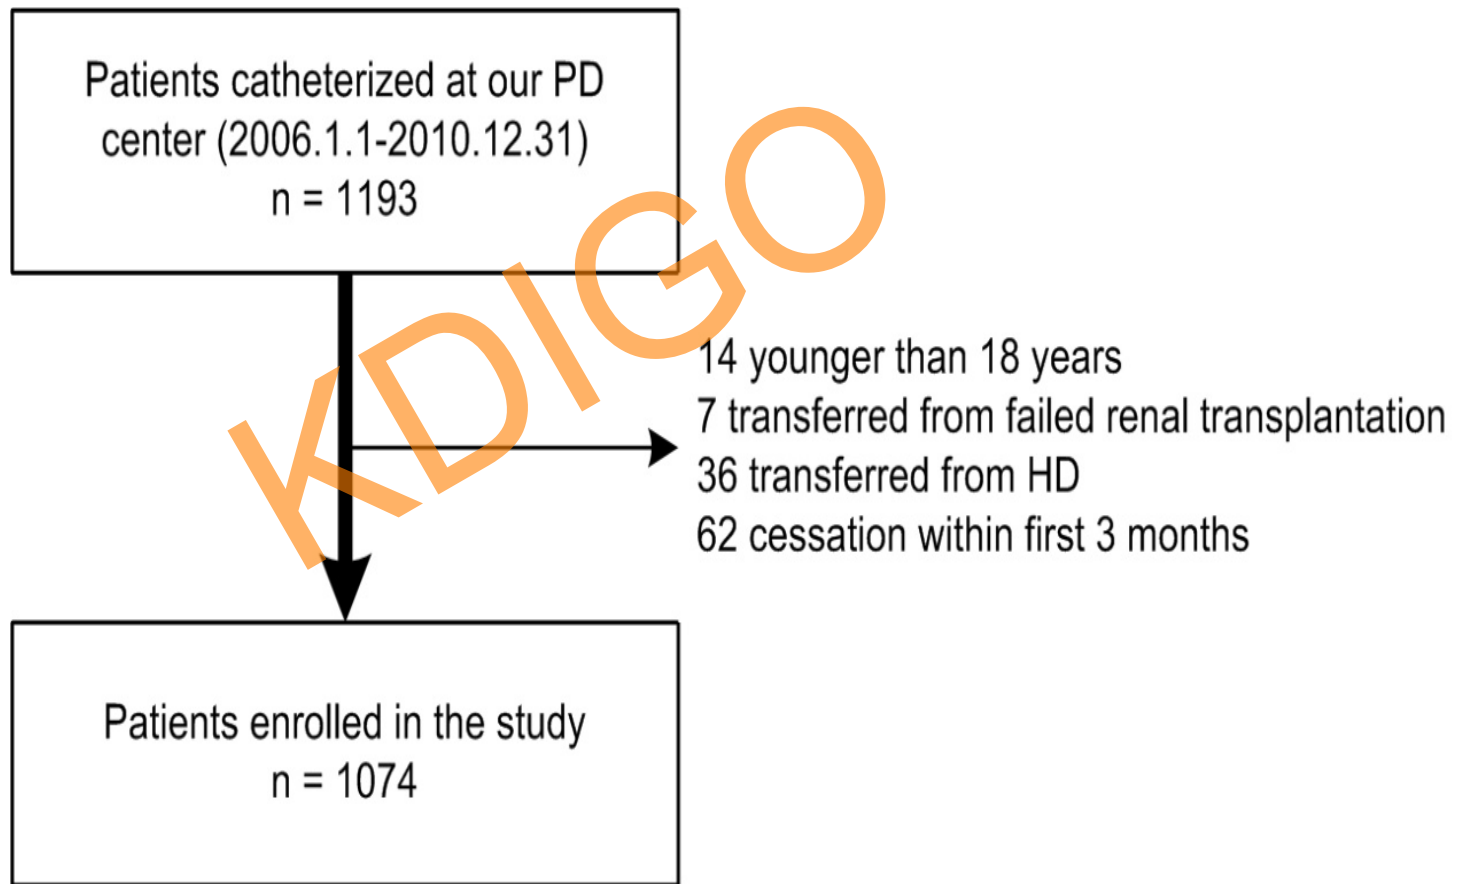 Patients catheterized at our PD
center (2006.1.1-2010.12.31)
n = 1193
KDIGO
14 younger than 18 years
7 transferred from failed renal transplantation
36 transferred from HD
62 cessation within first 3 months
Patients enrolled in the study
n = 1074